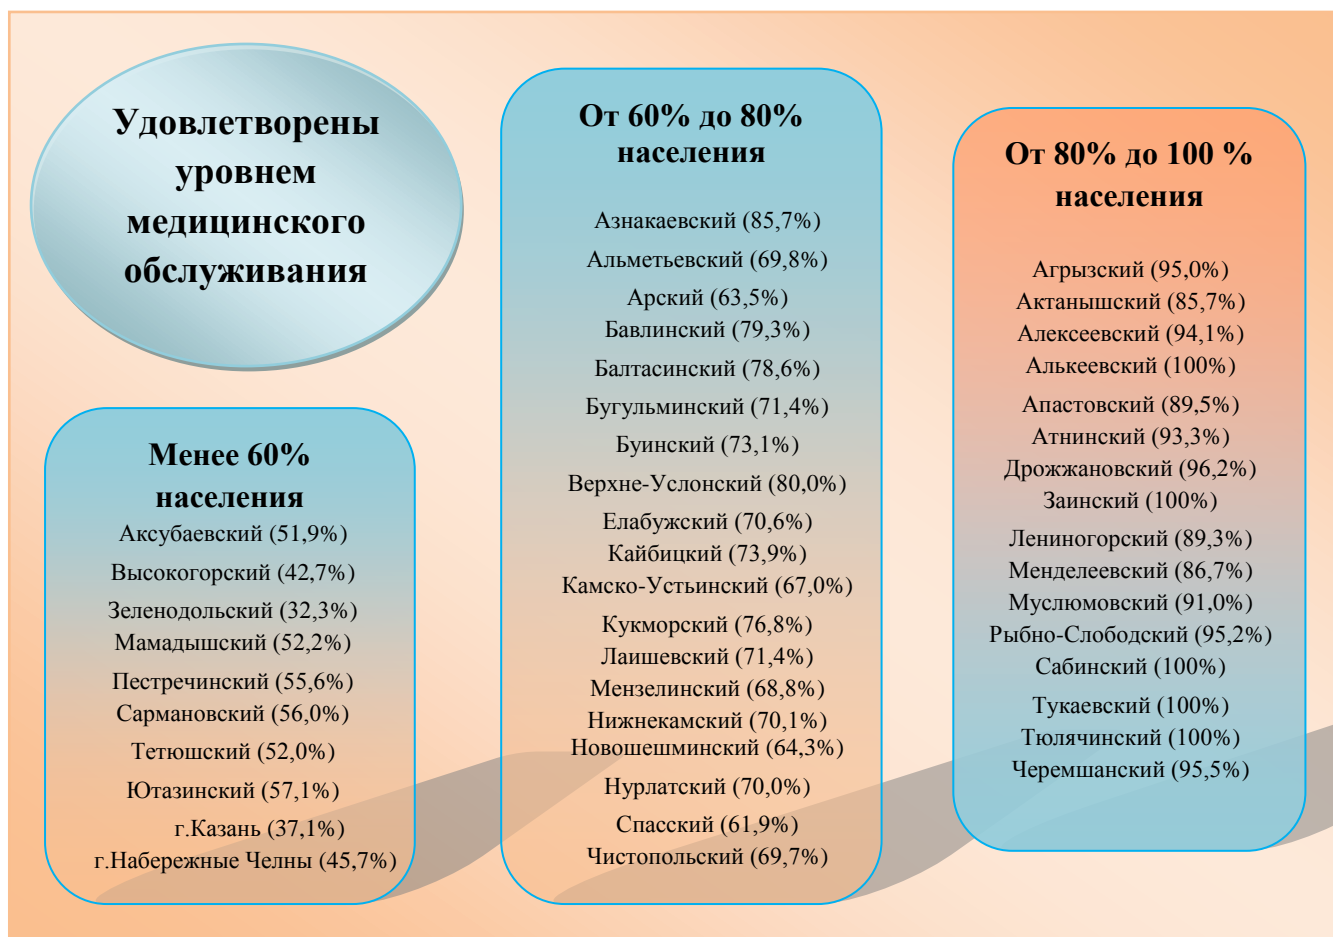 Удовлетворены
уровнем
медицинского
обслуживания
Менее 60%
населения
Аксубаевский (51,9%)
Высокогорский (42,7%)
Зеленодольский (32,3%)
Мамадышский (52,2%)
Пестречинский (55,6%)
Сармановский (56,0%)
Тетюшский (52,0%)
Ютазинский (57,1%)
г.Казань (37,1%)
г.Набережные Челны (45,7%)
От 60% до 80%
населения
Азнакаевский (85,7%)
Альметьевский (69,8%)
Арский (63,5%)
Бавлинский (79,3%)
Балтасинский (78,6%)
Бугульминский (71,4%)
Буинский (73,1%)
Верхне-Услонский (80,0%)
Елабужский (70,6%)
Кайбицкий (73,9%)
Камско-Устьинский (67,0%)
Кукморский (76,8%)
Лаишевский (71,4%)
Мензелинский (68,8%)
Нижнекамский (70,1%)
Новошешминский (64,3%)
Нурлатский (70,0%)
Спасский (61,9%)
Чистопольский (69,7%)
От 80% до 100 %
населения
Агрызский (95,0%)
Актанышский (85,7%)
Алексеевский (94,1%)
Алькеевский (100%)
Апастовский (89,5%)
Атнинский (93,3%)
Дрожжановский (96,2%)
Заинский (100%)
Лениногорский (89,3%)
Менделеевский (86,7%)
Муслюмовский (91,0%)
Рыбно-Слободский (95,2%)
Сабинский (100%)
Тукаевский (100%)
Тюлячинский (100%)
Черемшанский (95,5%)